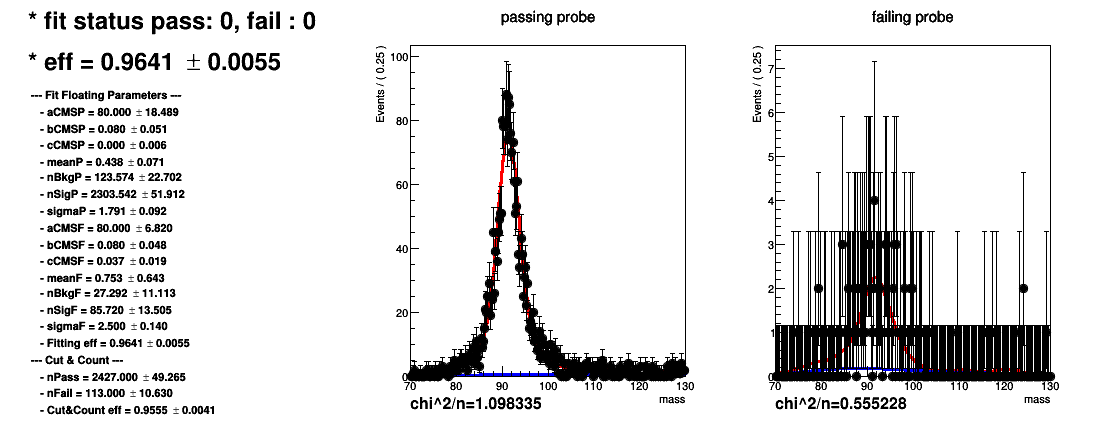 * fit status pass: 0, fail : 0
* eff = 0.9641 ± 0.0055
--- Fit Floating Parameters ---
- aCMSP = 80.000 ± 18.489
- bCMSP = 0.080 ± 0.051
- cCMSP = 0.000 ± 0.006
- meanP = 0.438 ± 0.071
- nBkgP = 123.574 ± 22.702
- nSigP = 2303.542 ± 51.912
- sigmaP = 1.791 ± 0.092
- aCMSF = 80.000 ± 6.820
- bCMSF = 0.080 ± 0.048
- cCMSF = 0.037 ± 0.019
- meanF = 0.753 ± 0.643
- nBkgF = 27.292 ± 11.113
- nSigF = 85.720 ± 13.505
- sigmaF = 2.500 ± 0.140
- Fitting eff = 0.9641 ± 0.0055
--- Cut & Count ---
- nPass = 2427.000 ± 49.265
- nFail = 113.000 ± 10.630
- Cut&Count eff = 0.9555 ± 0.0041
passing probe
Events / ( 0.25 )
100
80
60
40
20
0
70 80 90 100 110 120 130
mass
chi^2/n=1.098335
failing probe
Events / ( 0.25 )
7
6
5
4
3
2
1
0
70 80 90 100 110 120 130
mass
chi^2/n=0.555228